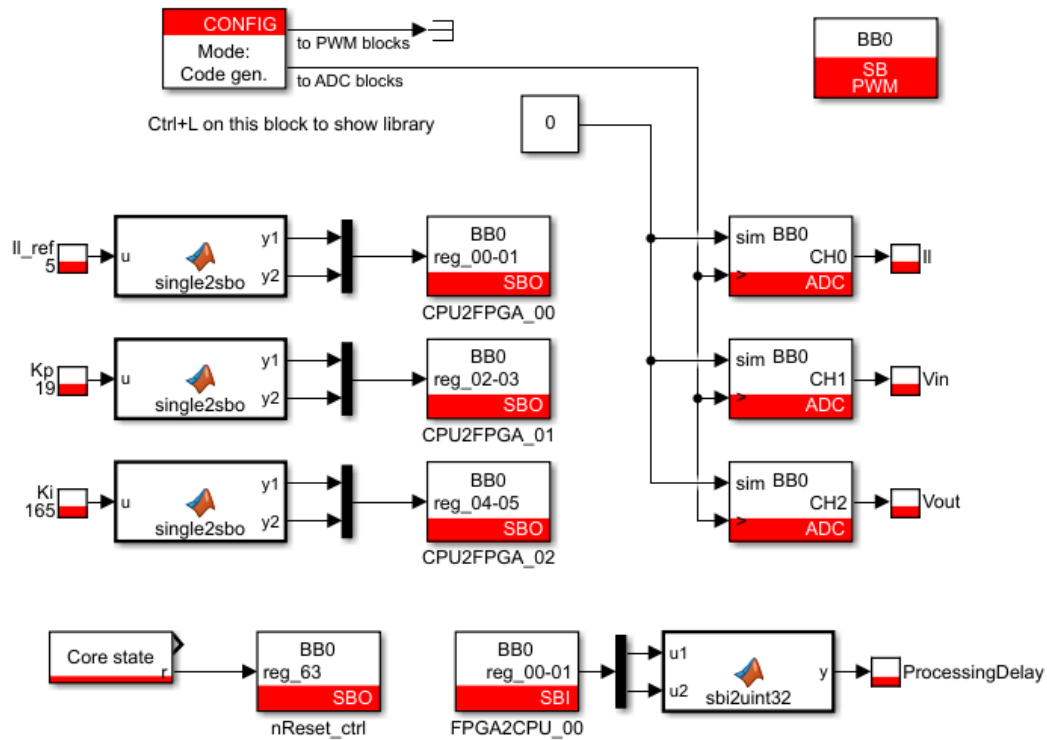 CONFIG
Mode:
Code gen.
to PWM blocks
to ADC blocks
Ctrl+L on this block to show library
0
BB0
SB
PWM
Il_ref
5
u
y1
y2
single2sbo
BB0
reg_00-01
SBO
CPU2FPGA_00
sim BB0
CH0
>
ADC
Il
Kp
19
u
y1
y2
single2sbo
BB0
reg_02-03
SBO
CPU2FPGA_01
sim BB0
CH1
>
ADC
Vin
Ki
165
u
y1
y2
single2sbo
BB0
reg_04-05
SBO
CPU2FPGA_02
sim BB0
CH2
>
ADC
Vout
Core state
r
BB0
reg_63
SBO
nReset_ctrl
BB0
reg_00-01
SBI
FPGA2CPU_00
u1
u2
y
sbi2uint32
ProcessingDelay